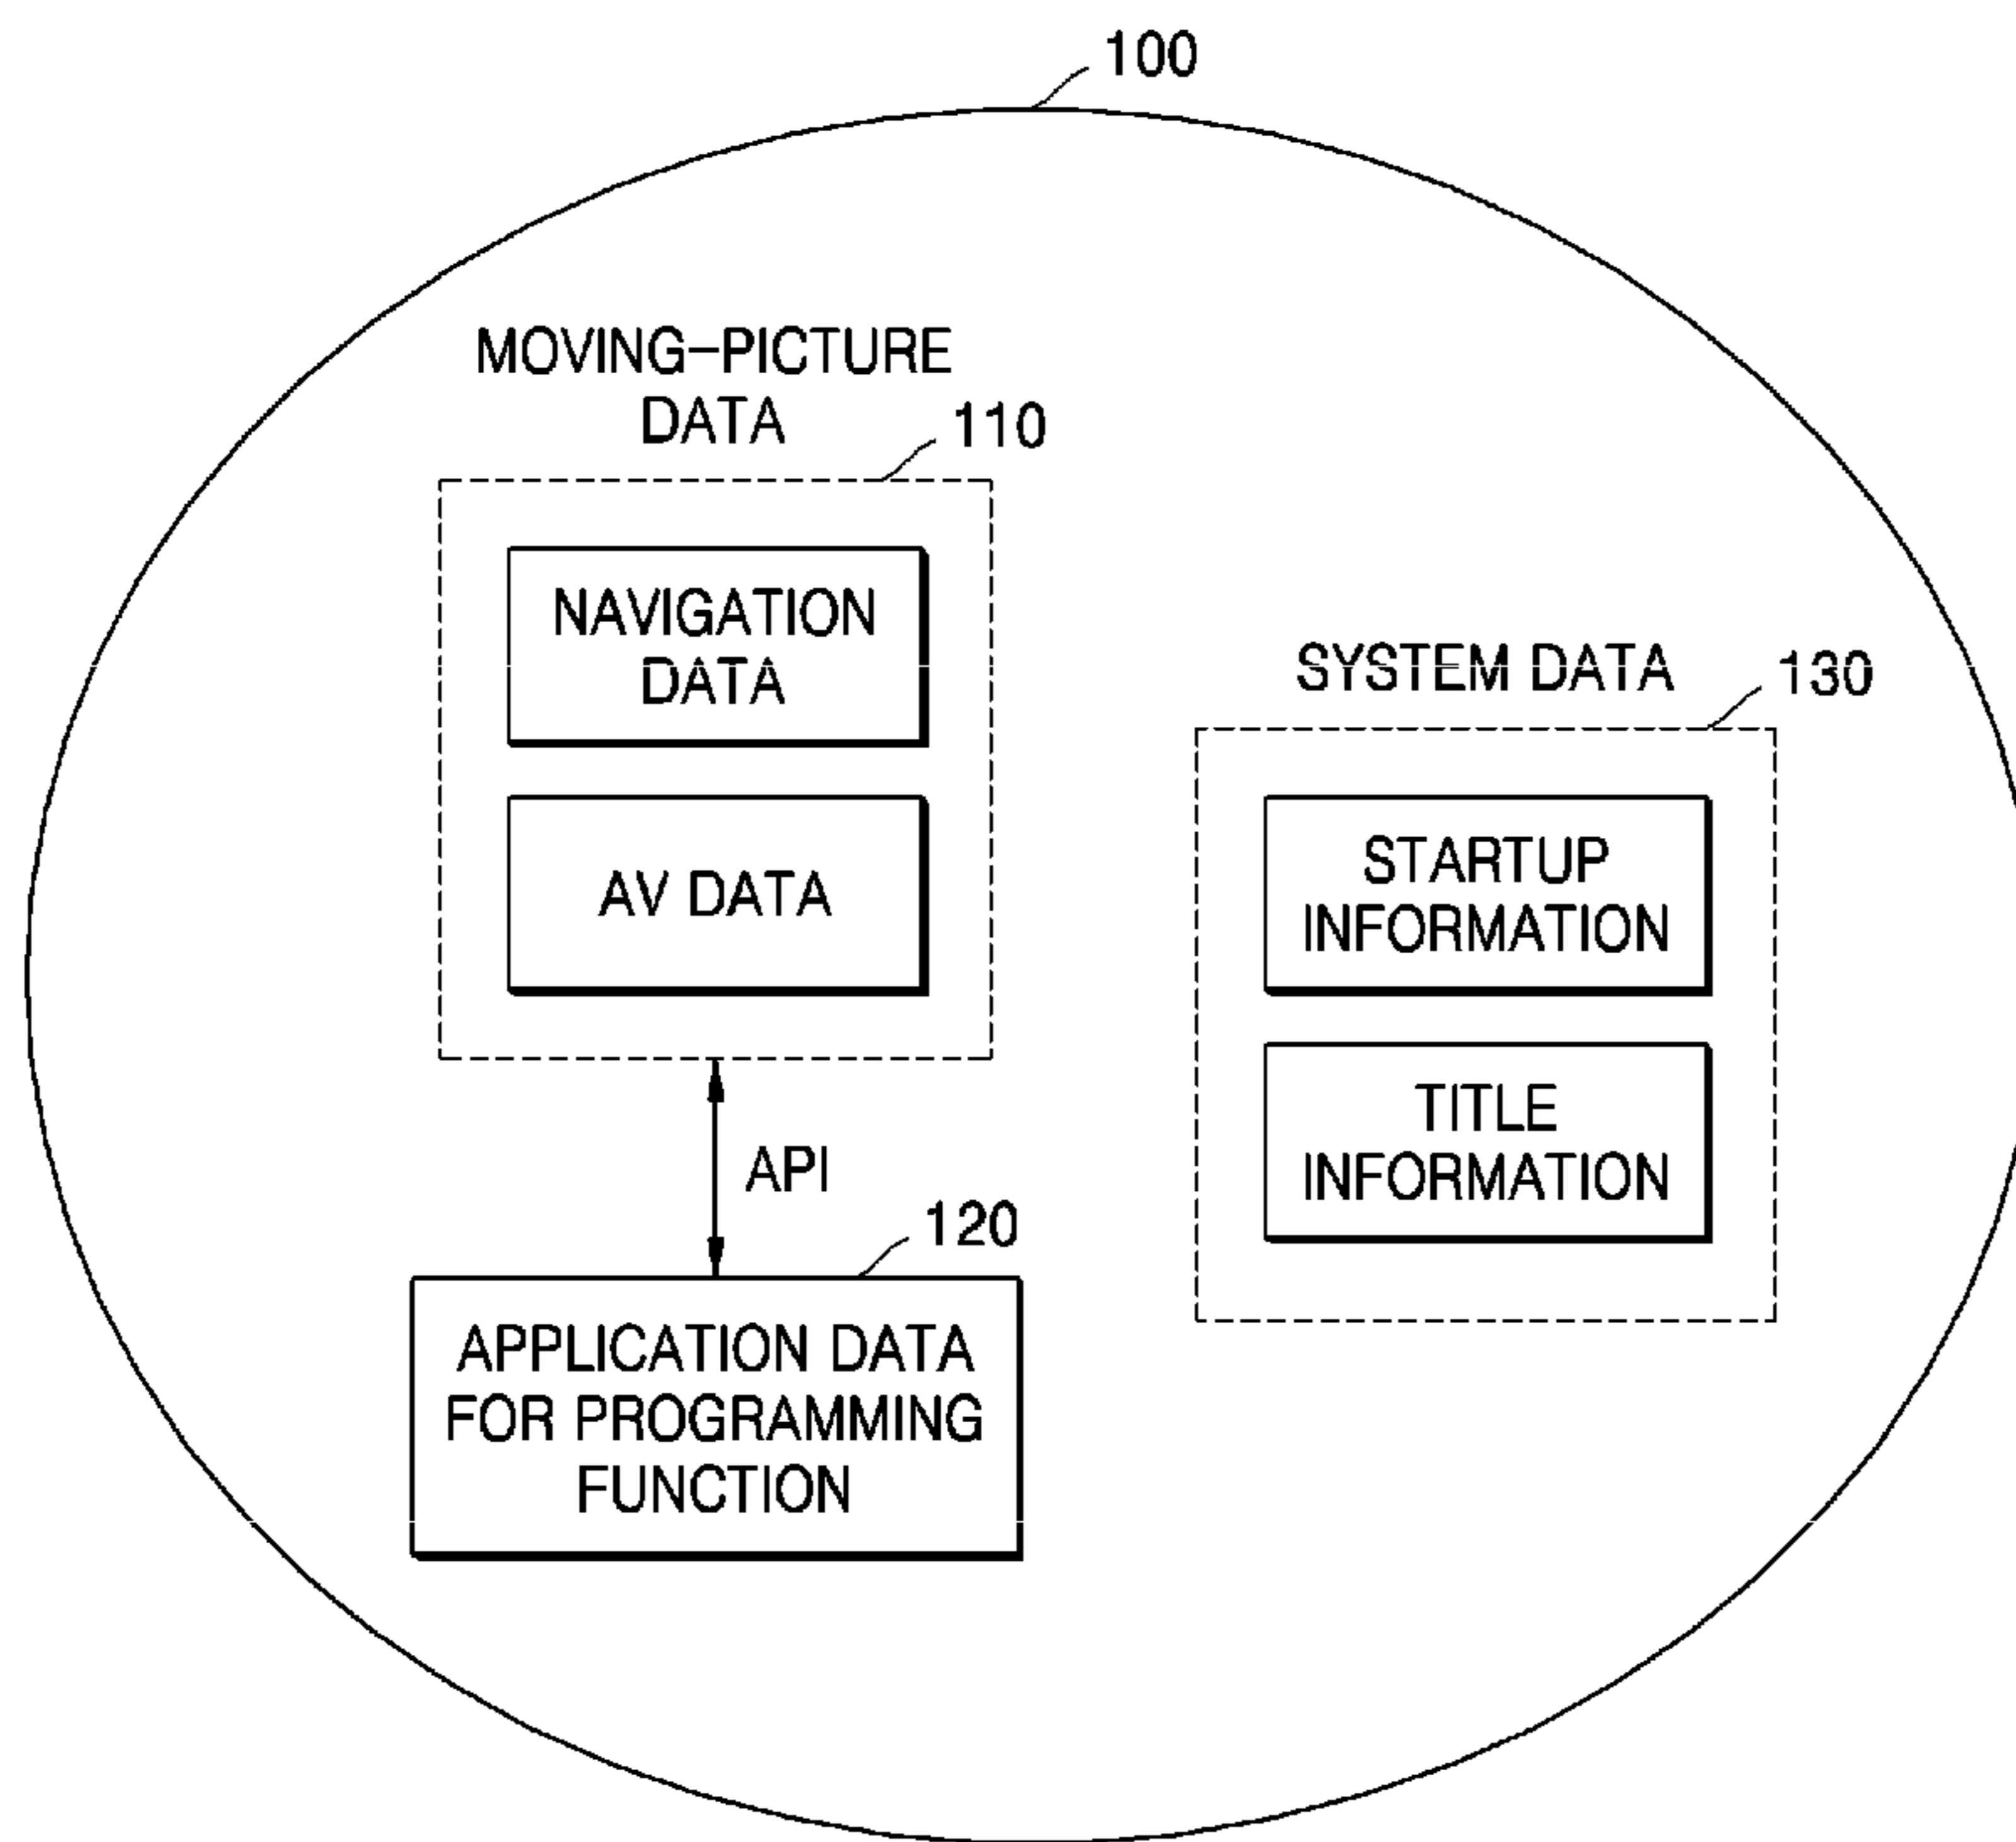 100
MOVING-PICTURE
DATA
110
NAVIGATION
DATA
AV DATA
API
120
APPLICATION DATA
FOR PROGRAMMING
FUNCTION
SYSTEM DATA
130
STARTUP
INFORMATION
TITLE
INFORMATION